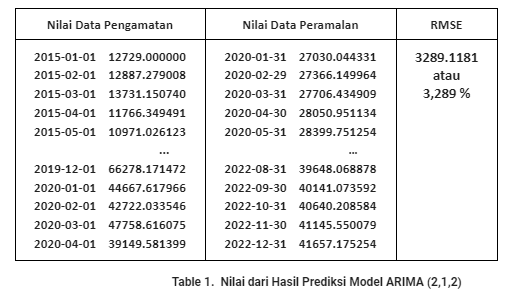 Nilai Data Pengamatan Nilai Data Peramalan RMSE
2015-01-01 12729.000000 2020-01-31 27030.044331 3289.1181
2015-02-01 12887.279008 2020-02-29 27366.149964 atau
2015-03-01 13731.150740 2020-03-31 27706.434909 3,289 %
2015-04-01 11766.349491 2020-04-30 28050.951134
2015-05-01 10971.026123 2020-05-31 28399.751254
... ...
2019-12-01 66278.171472 2022-08-31 39648.068878
2020-01-01 44667.617966 2022-09-30 40141.073592
2020-02-01 42722.033546 2022-10-31 40640.208584
2020-03-01 47758.616075 2022-11-30 41145.550079
2020-04-01 39149.581399 2022-12-31 41657.175254
Table 1. Nilai dari Hasil Prediksi Model ARIMA (2,1,2)